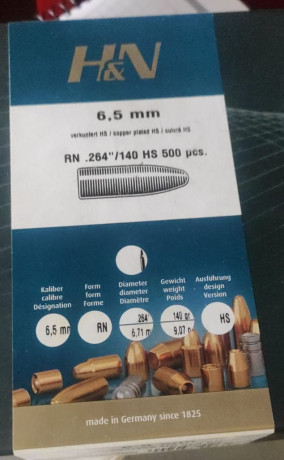 H&N
6,5 mm
verkupfert HS / copper plated HS / cuivré HS
RN .264"/140 HS 500 pcs.
Kaliber calibre Désignation
Form form Forme
Diameter diameter Diamètre
Gewicht weight Poids
Ausführung design Version
6,5 mm
RN
.264
6,71 m
140 gr
9,07 g
HS
made in Germany since 1825